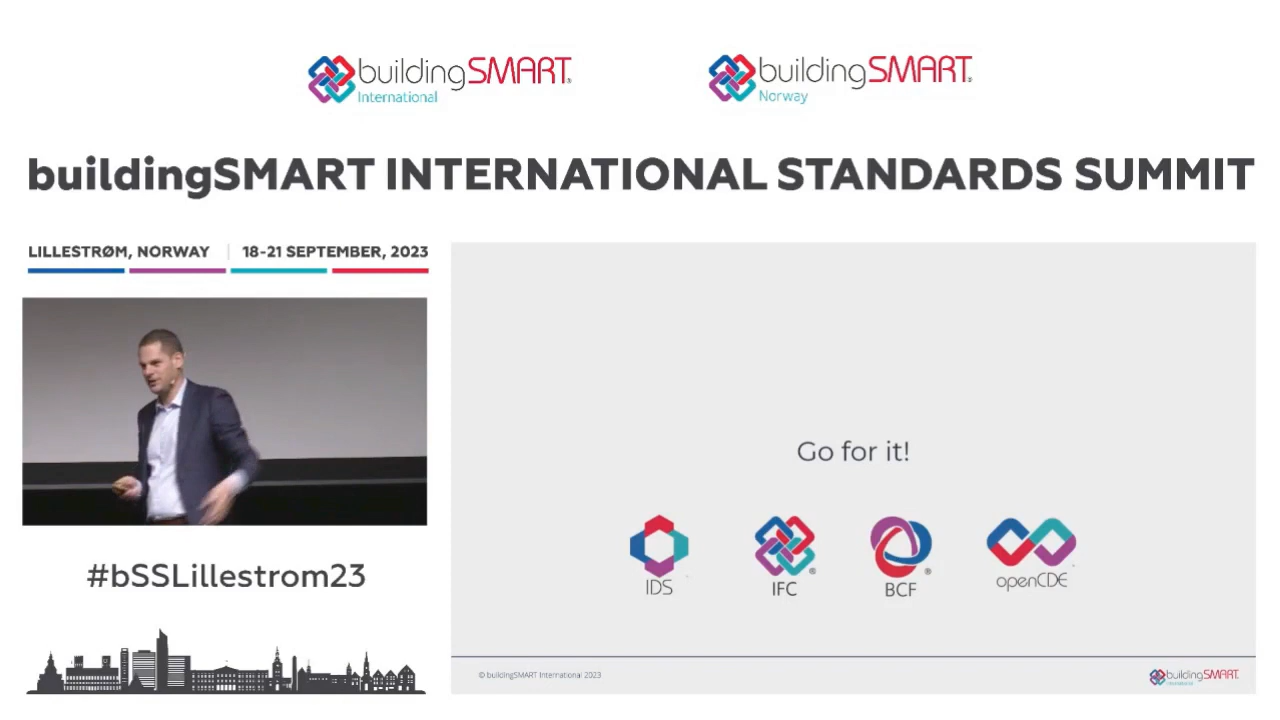 buildingSMART®
International
buildingSMART®
Norway
buildingSMART INTERNATIONAL STANDARDS SUMMIT
LILLESTRØM, NORWAY | 18-21 SEPTEMBER, 2023
Go for it!
IDS
IFC®
BCF®
openCDE
#bSSLillestrom23
© buildingSMART International 2023
buildingSMART
International